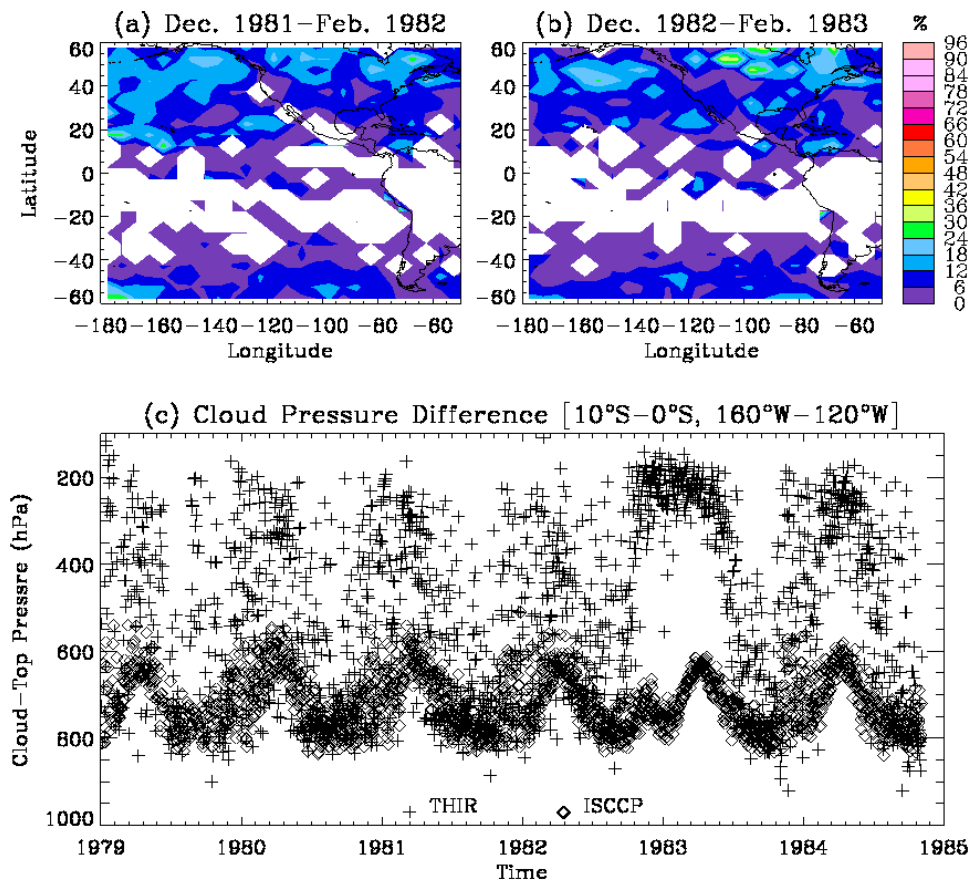 (a) Dec. 1981-Feb. 1982
(b) Dec. 1982-Feb. 1983
%
60
40
20
0
-20
-40
-60
Latitude
-180 -160 -140 -120 -100 -80 -60
Longitude
60
40
20
0
-20
-40
-60
-180 -160 -140 -120 -100 -80 -60
Longitutde
96
90
84
78
72
66
60
54
48
42
36
30
24
18
12
6
0
(c) Cloud Pressure Difference [10°S-0°S, 160°W-120°W]
Cloud-Top Pressre (hPa)
200
400
600
800
1000
THIR
ISCCP
1979 1980 1981 1982 1983 1984 1985
Time